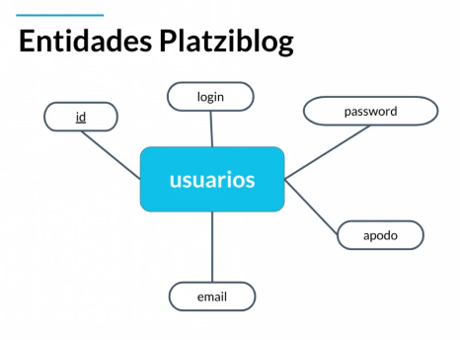 Entidades Platziblog
login
id
password
usuarios
apodo
email